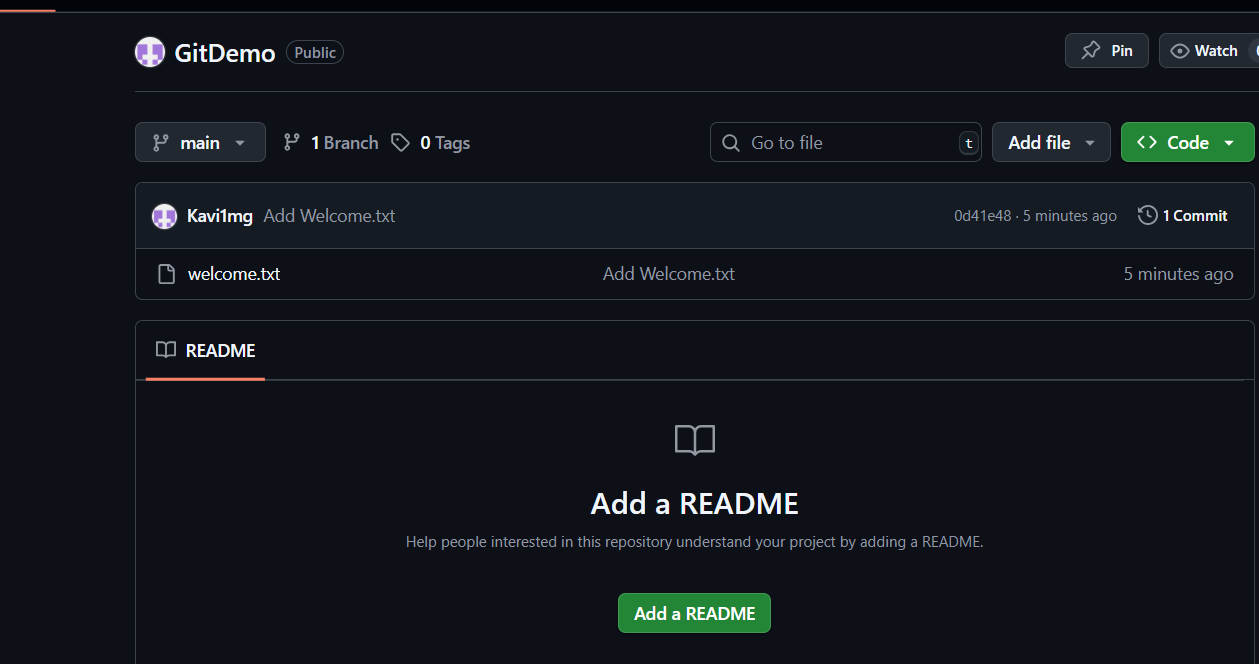 GitDemo Public Pin Watch
main 1 Branch 0 Tags Go to file t Add file Code
Kavi1mg Add Welcome.txt 0d41e48 · 5 minutes ago 1 Commit
welcome.txt Add Welcome.txt 5 minutes ago
README
Add a README
Help people interested in this repository understand your project by adding a README.
Add a README